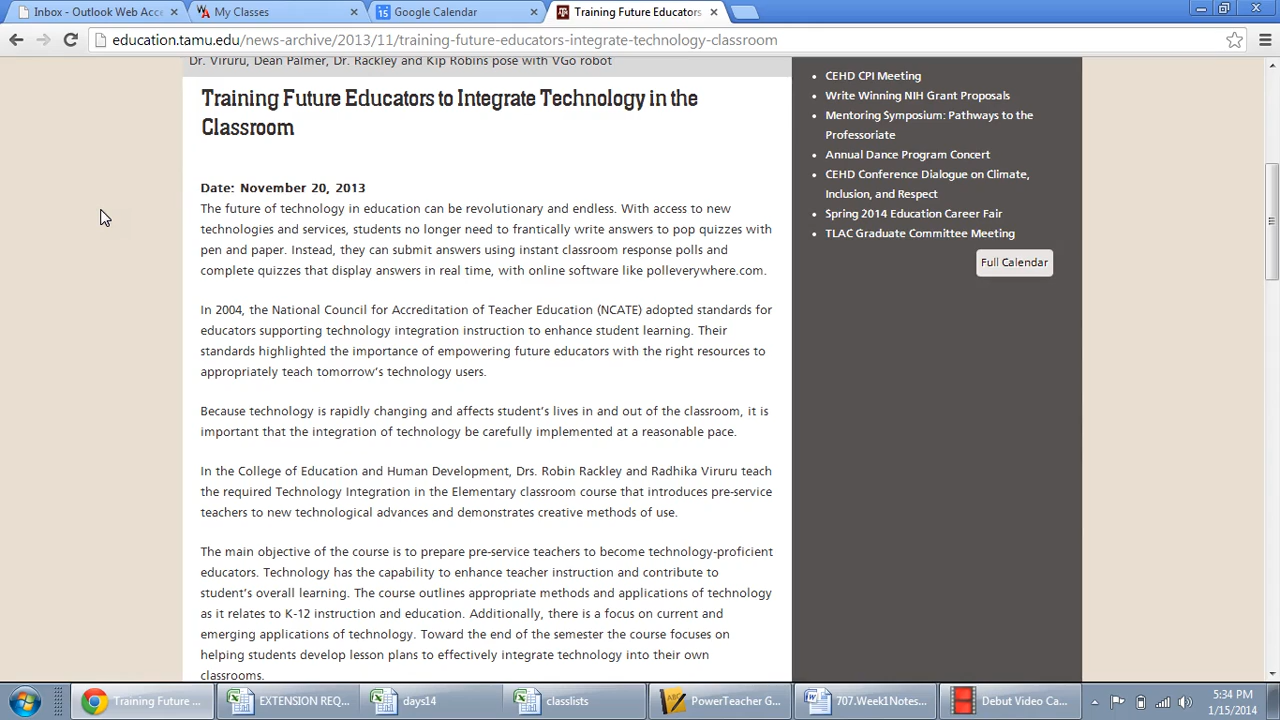 Inbox - Outlook Web Acc
My Classes
Google Calendar
Training Future Educators
education.tamu.edu/news-archive/2013/11/training-future-educators-integrate-technology-classroom
Dr. Viruru, Dean Palmer, Dr. Rackley and Kip Robins pose with VGo robot
Training Future Educators to Integrate Technology in the
Classroom
Date: November 20, 2013
The future of technology in education can be revolutionary and endless. With access to new
technologies and services, students no longer need to frantically write answers to pop quizzes with
pen and paper. Instead, they can submit answers using instant classroom response polls and
complete quizzes that display answers in real time, with online software like polleverywhere.com.
In 2004, the National Council for Accreditation of Teacher Education (NCATE) adopted standards for
educators supporting technology integration instruction to enhance student learning. Their
standards highlighted the importance of empowering future educators with the right resources to
appropriately teach tomorrow's technology users.
Because technology is rapidly changing and affects student's lives in and out of the classroom, it is
important that the integration of technology be carefully implemented at a reasonable pace.
In the College of Education and Human Development, Drs. Robin Rackley and Radhika Viruru teach
the required Technology Integration in the Elementary classroom course that introduces pre-service
teachers to new technological advances and demonstrates creative methods of use.
The main objective of the course is to prepare pre-service teachers to become technology-proficient
educators. Technology has the capability to enhance teacher instruction and contribute to
student's overall learning. The course outlines appropriate methods and applications of technology
as it relates to K-12 instruction and education. Additionally, there is a focus on current and
emerging applications of technology. Toward the end of the semester the course focuses on
helping students develop lesson plans to effectively integrate technology into their own
classrooms.
• CEHD CPI Meeting
• Write Winning NIH Grant Proposals
• Mentoring Symposium: Pathways to the
Professoriate
• Annual Dance Program Concert
• CEHD Conference Dialogue on Climate,
Inclusion, and Respect
• Spring 2014 Education Career Fair
• TLAC Graduate Committee Meeting
Full Calendar
Training Future ...
EXTENSION REQ...
days14
classlists
PowerTeacher G...
707.Week1Notes...
Debut Video Ca...
5:34 PM
1/15/2014